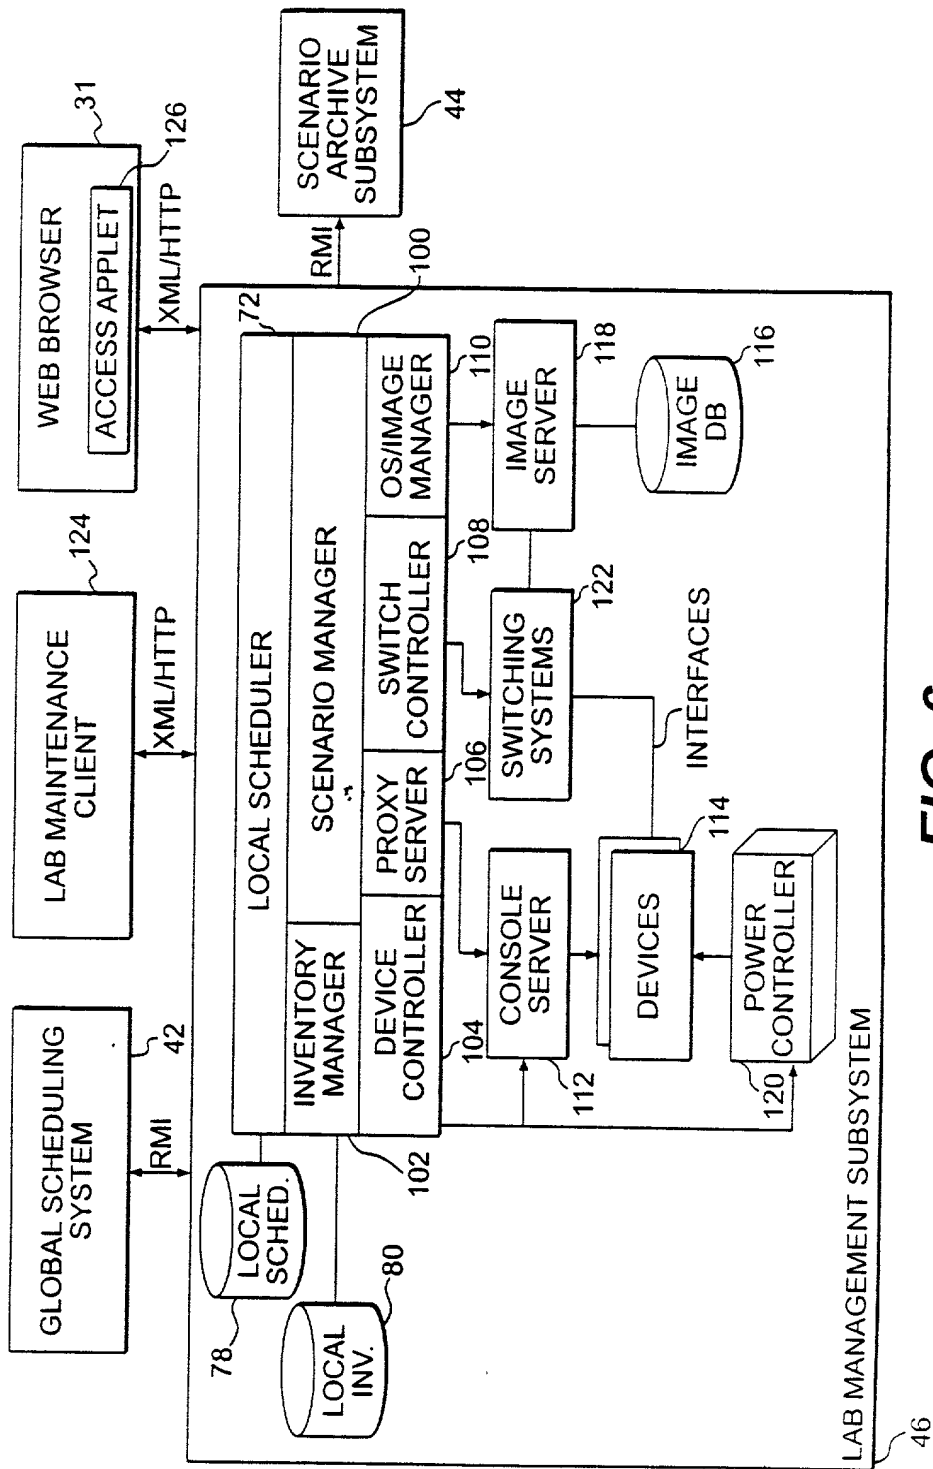 GLOBAL SCHEDULING
SYSTEM
42
RMI
LAB MAINTENANCE
CLIENT
124
XML/HTTP
WEB BROWSER
31
ACCESS APPLET
126
XML/HTTP
SCENARIO
ARCHIVE
SUBSYSTEM
44
RMI
LOCAL
SCHED.
78
LOCAL
INV.
80
LOCAL SCHEDULER
72
INVENTORY
MANAGER
102
SCENARIO MANAGER
100
DEVICE
CONTROLLER
104
PROXY
SERVER
106
SWITCH
CONTROLLER
108
OS/IMAGE
MANAGER
110
CONSOLE
SERVER
112
SWITCHING
SYSTEMS
122
IMAGE
SERVER
118
DEVICES
114
INTERFACES
IMAGE
DB
116
POWER
CONTROLLER
120
LAB MANAGEMENT SUBSYSTEM
46
FIG.